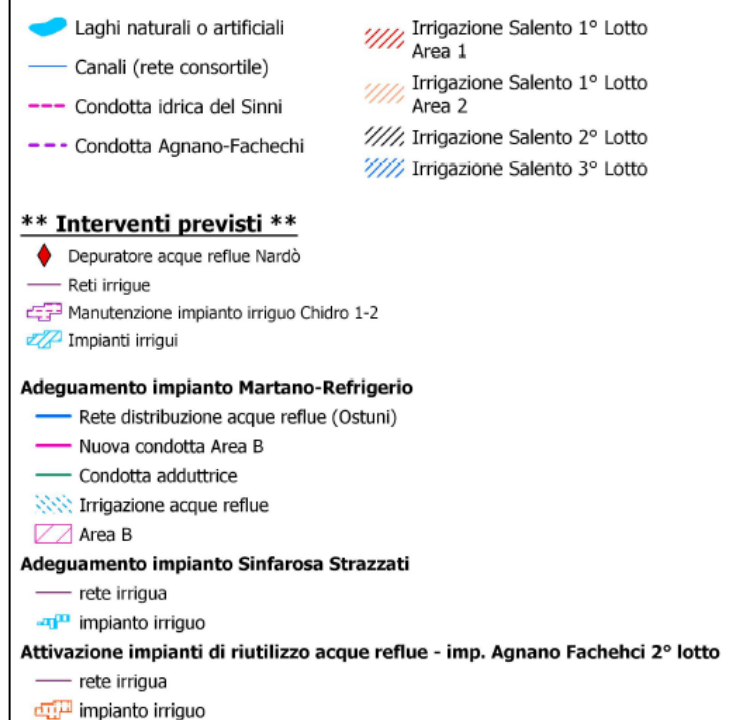 Laghi naturali o artificiali
Canali (rete consortile)
Condotta idrica del Sinni
Condotta Agnano-Fachechi
Irrigazione Salento 1° Lotto
Area 1
Irrigazione Salento 1° Lotto
Area 2
Irrigazione Salento 2° Lotto
Irrigazione Salento 3° Lotto
** Interventi previsti **
Depuratore acque reflue Nardò
Reti irrigue
Manutenzione impianto irriguo Chidro 1-2
Impianti irrigui
Adeguamento impianto Martano-Refrigerio
Rete distribuzione acque reflue (Ostuni)
Nuova condotta Area B
Condotta adduttrice
Irrigazione acque reflue
Area B
Adeguamento impianto Sinfarosa Strazzati
rete irrigua
impianto irriguo
Attivazione impianti di riutilizzo acque reflue - imp. Agnano Fachehci 2° lotto
rete irrigua
impianto irriguo